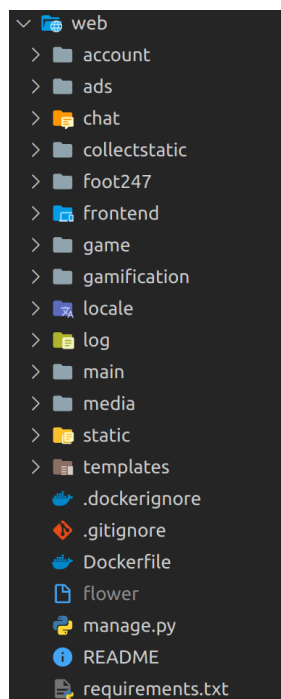 web
account
ads
chat
collectstatic
foot247
frontend
game
gamification
locale
log
main
media
static
templates
.dockerignore
.gitignore
Dockerfile
flower
manage.py
README
requirements.txt